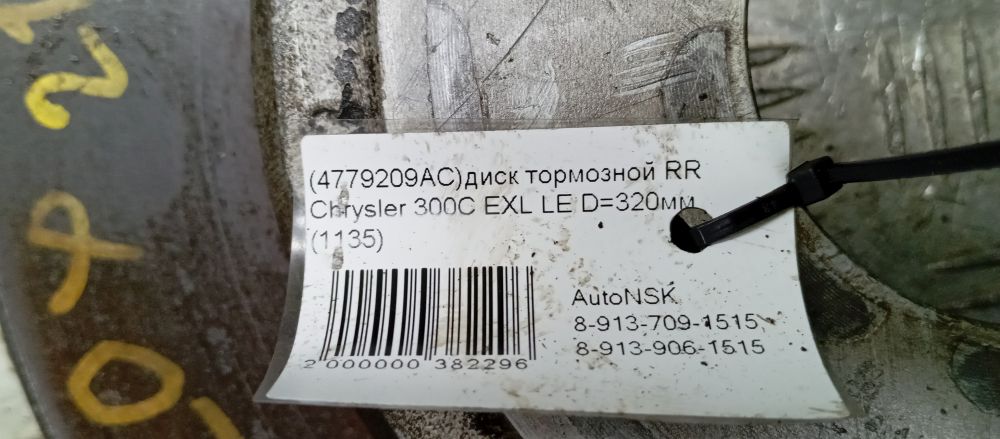 (4779209AC)диск тормозной RR
Chrysler 300C EXL LE D=320мм
(1135)
AutoNSK
8-913-709-1515,
8-913-906-1515
2 000000 382296